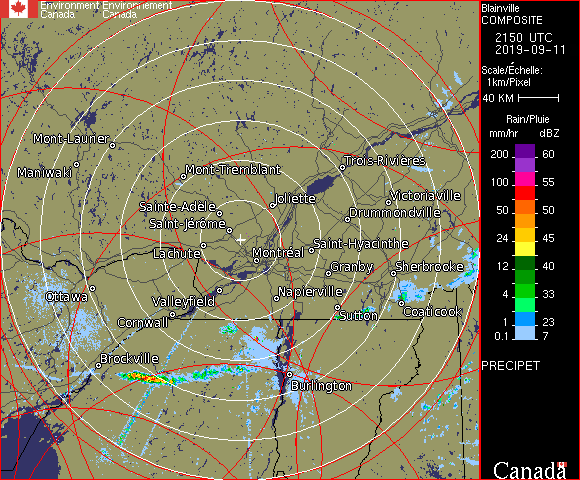 Environment Environnement
Canada Canada
Mont-Laurier
Maniwaki
Mont-Tremblant
Trois-Rivières
Sainte-Adèle
Joliette
Victoriaville
Saint-Jérôme
Drummondville
Lachute
Montréal
Saint-Hyacinthe
Granby
Sherbrooke
Ottawa
Valleyfield
Napierville
Cornwall
Sutton
Coaticook
Brockville
Burlington
Blainville
COMPOSITE
2150 UTC
2019-09-11
Scale/Échelle:
1km/Pixel
40 KM
Rain/Pluie
mm/hr dBZ
200 60
100 55
50 50
24 45
12 40
4 33
1 23
0.1 7
PRECIPET
Canada